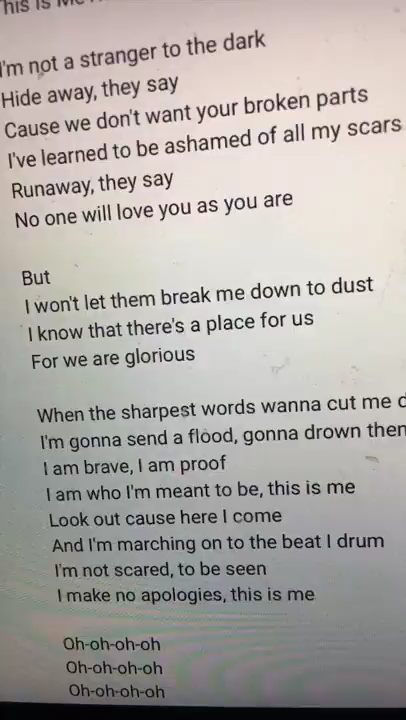 This is Me
I'm not a stranger to the dark
Hide away, they say
Cause we don't want your broken parts
I've learned to be ashamed of all my scars
Runaway, they say
No one will love you as you are
But
I won't let them break me down to dust
I know that there's a place for us
For we are glorious
When the sharpest words wanna cut me
I'm gonna send a flood, gonna drown them
I am brave, I am proof
I am who I'm meant to be, this is me
Look out cause here I come
And I'm marching on to the beat I drum
I'm not scared, to be seen
I make no apologies, this is me
Oh-oh-oh-oh
Oh-oh-oh-oh
Oh-oh-oh-oh